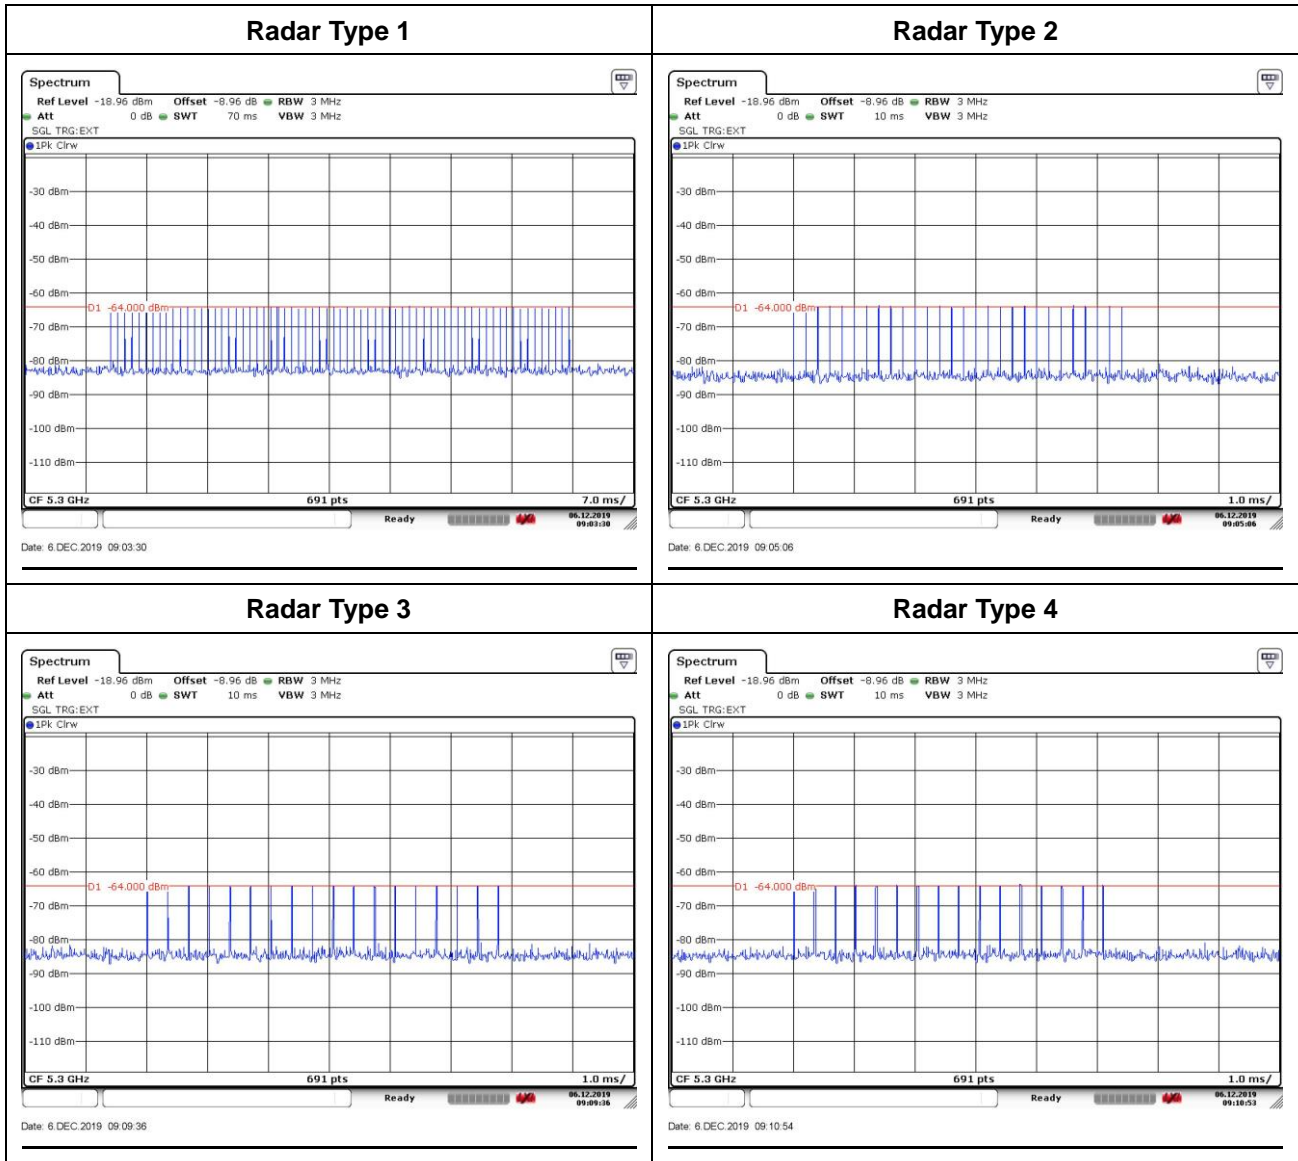 Radar Type 1
Spectrum
Ref Level -18.96 dBm Offset -8.96 dB RBW 3 MHz
Att 0 dB SWT 70 ms VBW 3 MHz
SGL TRG:EXT
1Pk Clrw
-30 dBm
-40 dBm
-50 dBm
-60 dBm
D1 -64.000 dBm
-70 dBm
-80 dBm
-90 dBm
-100 dBm
-110 dBm
CF 5.3 GHz 691 pts 7.0 ms/
Ready 06.12.2019
09:03:30
Date: 6.DEC.2019 09:03:30
Radar Type 2
Spectrum
Ref Level -18.96 dBm Offset -8.96 dB RBW 3 MHz
Att 0 dB SWT 10 ms VBW 3 MHz
SGL TRG:EXT
1Pk Clrw
-30 dBm
-40 dBm
-50 dBm
-60 dBm
D1 -64.000 dBm
-70 dBm
-80 dBm
-90 dBm
-100 dBm
-110 dBm
CF 5.3 GHz 691 pts 1.0 ms/
Ready 06.12.2019
09:05:06
Date: 6.DEC.2019 09:05:06
Radar Type 3
Spectrum
Ref Level -18.96 dBm Offset -8.96 dB RBW 3 MHz
Att 0 dB SWT 10 ms VBW 3 MHz
SGL TRG:EXT
1Pk Clrw
-30 dBm
-40 dBm
-50 dBm
-60 dBm
D1 -64.000 dBm
-70 dBm
-80 dBm
-90 dBm
-100 dBm
-110 dBm
CF 5.3 GHz 691 pts 1.0 ms/
Ready 06.12.2019
09:09:36
Date: 6.DEC.2019 09:09:36
Radar Type 4
Spectrum
Ref Level -18.96 dBm Offset -8.96 dB RBW 3 MHz
Att 0 dB SWT 10 ms VBW 3 MHz
SGL TRG:EXT
1Pk Clrw
-30 dBm
-40 dBm
-50 dBm
-60 dBm
D1 -64.000 dBm
-70 dBm
-80 dBm
-90 dBm
-100 dBm
-110 dBm
CF 5.3 GHz 691 pts 1.0 ms/
Ready 06.12.2019
09:10:53
Date: 6.DEC.2019 09:10:54